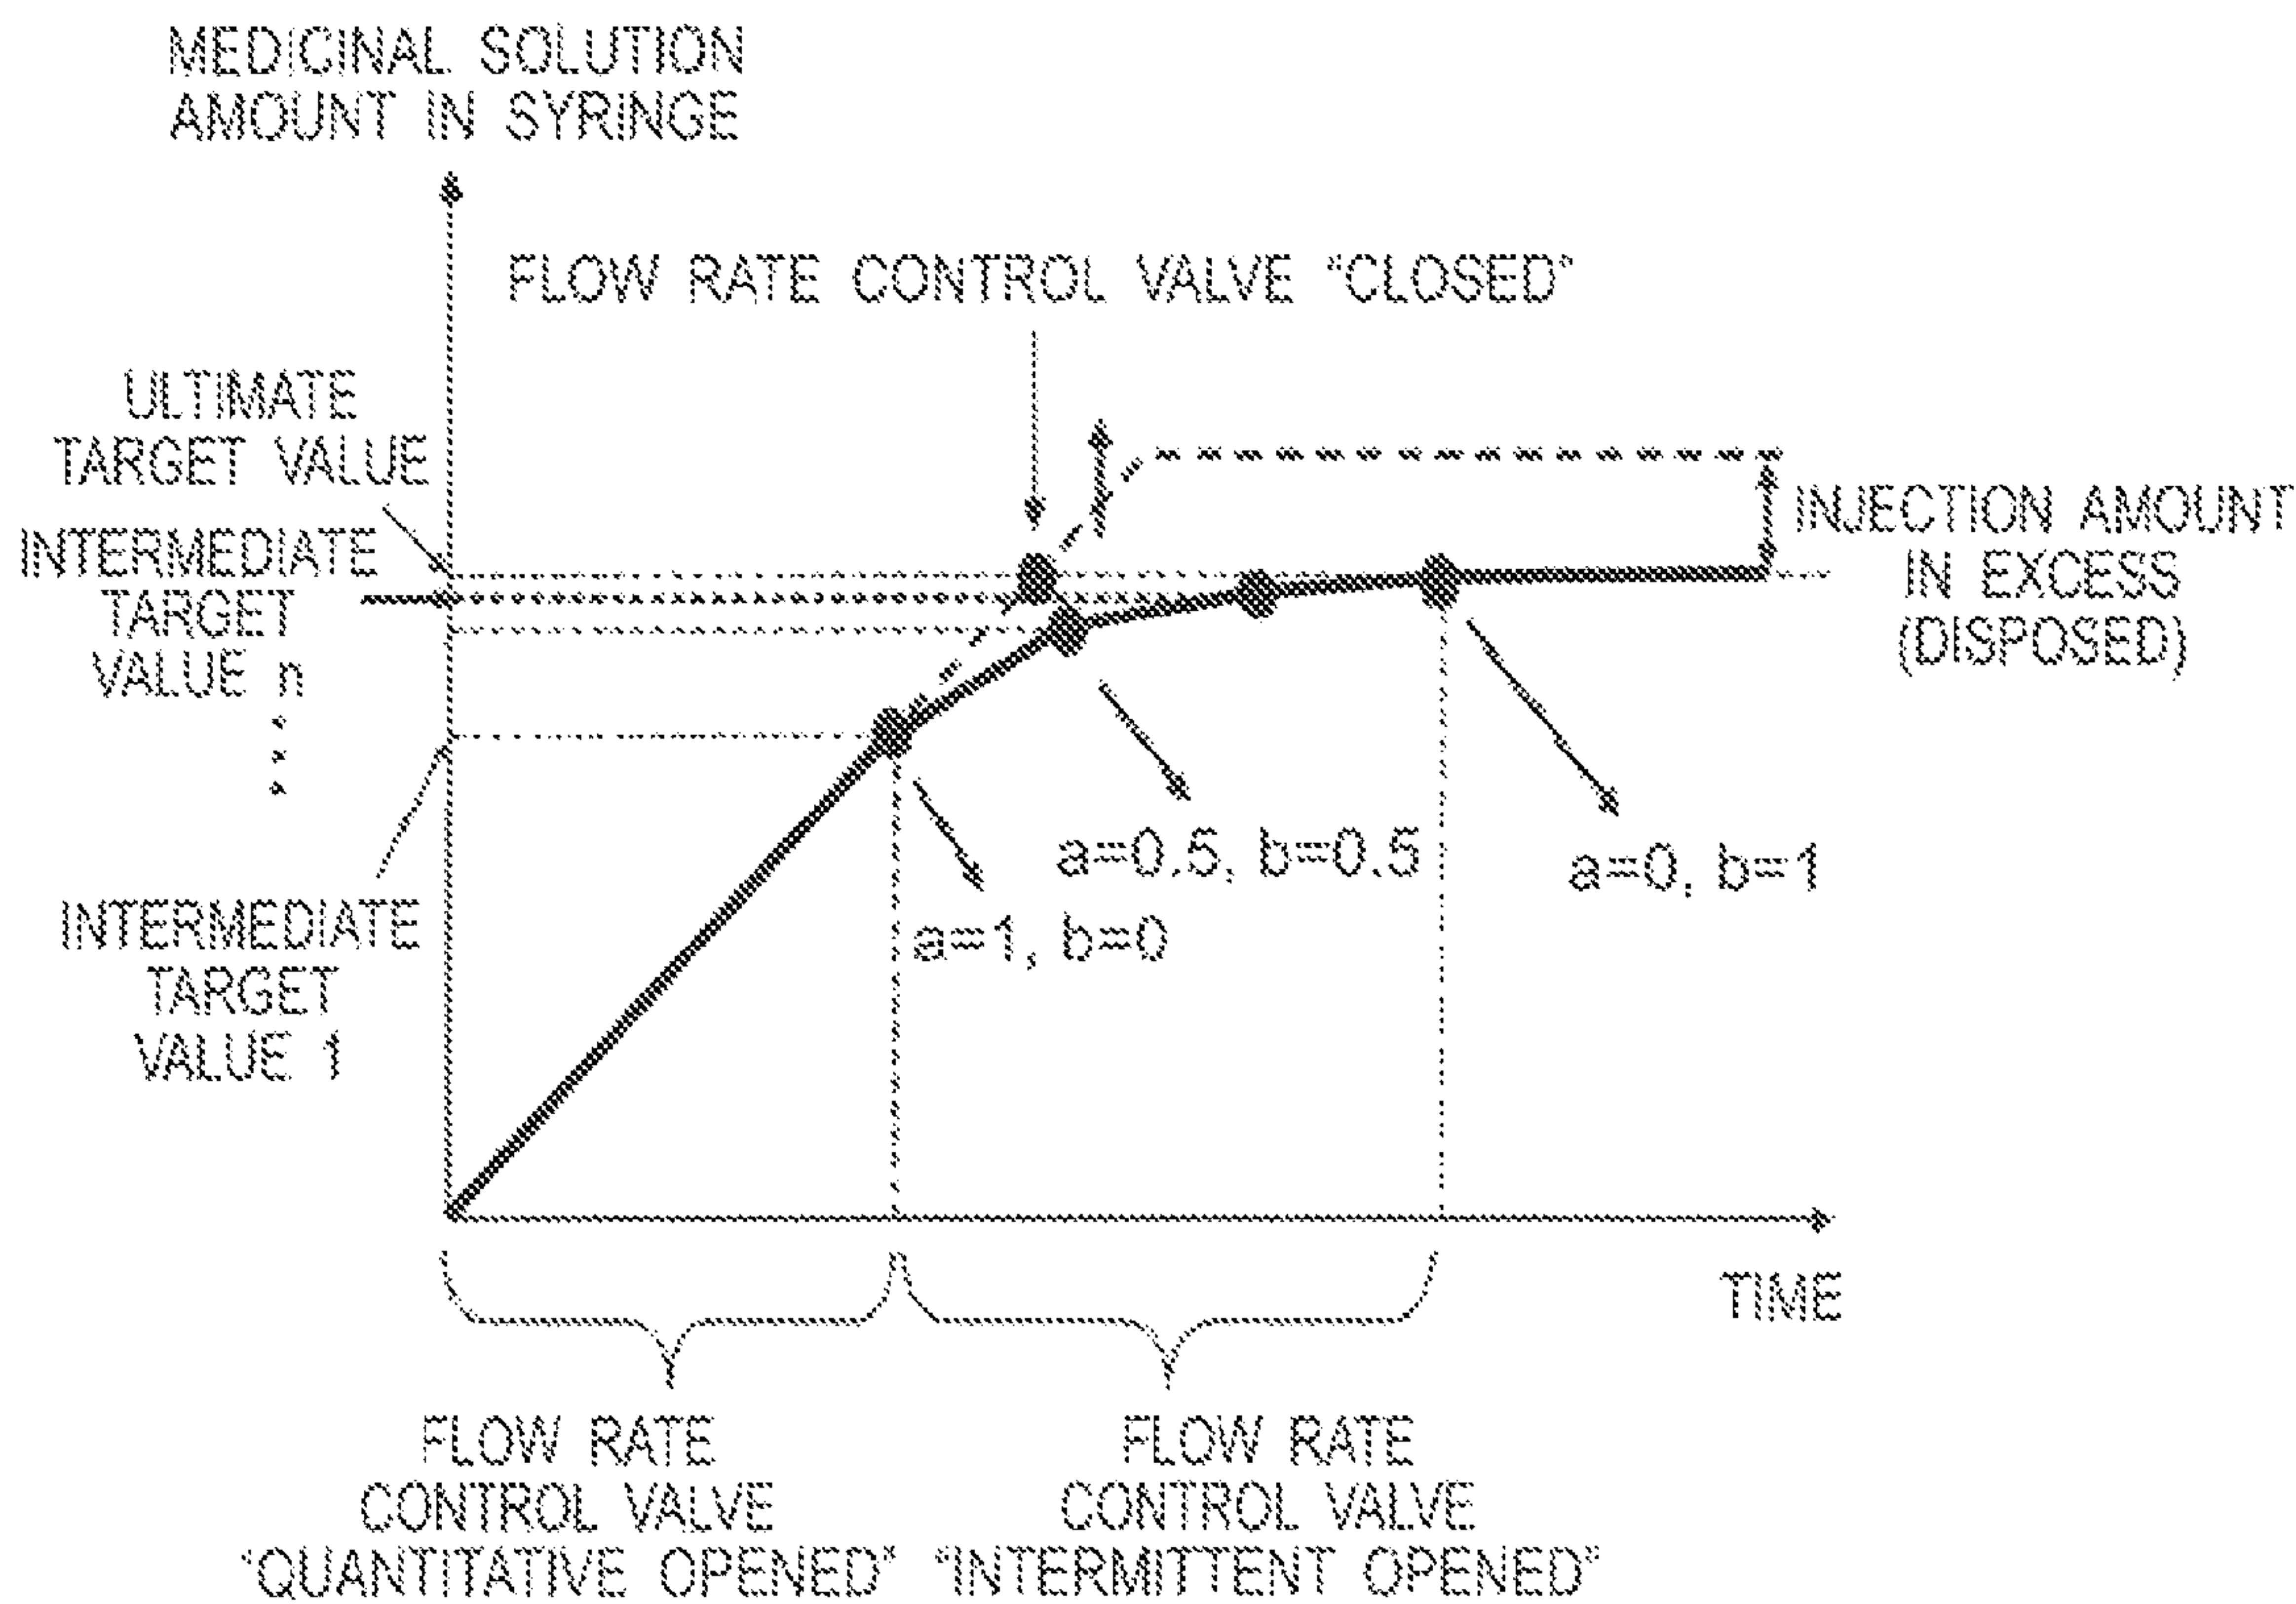 MEDICINAL SOLUTION
AMOUNT IN SYRINGE
FLOW RATE CONTROL VALVE “CLOSED”
ULTIMATE
TARGET VALUE
INTERMEDIATE
TARGET
VALUE n
INJECTION AMOUNT
IN EXCESS
(DISPOSED)
a=0.5, b=0.5
a=0, b=1
a=1, b=0
INTERMEDIATE
TARGET
VALUE 1
TIME
FLOW RATE
CONTROL VALVE
“QUANTITATIVE OPENED”
FLOW RATE
CONTROL VALVE
“INTERMITTENT OPENED”